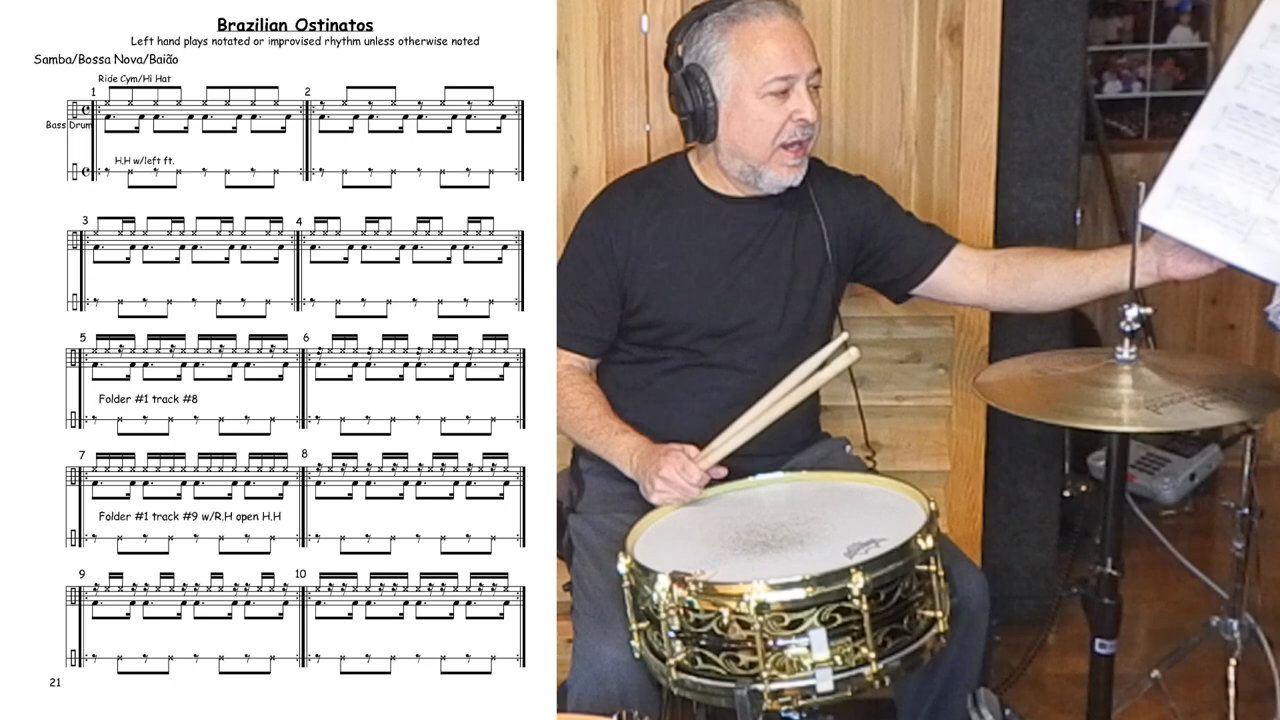 Brazilian Ostinatos
Left hand plays notated or improvised rhythm unless otherwise noted
Samba/Bossa Nova/Baião
Ride Cym/Hi Hat
1
2
Bass Drum
H.H w/left ft.
3
4
5
6
Folder #1 track #8
7
8
Folder #1 track #9 w/R.H open H.H
9
10
21